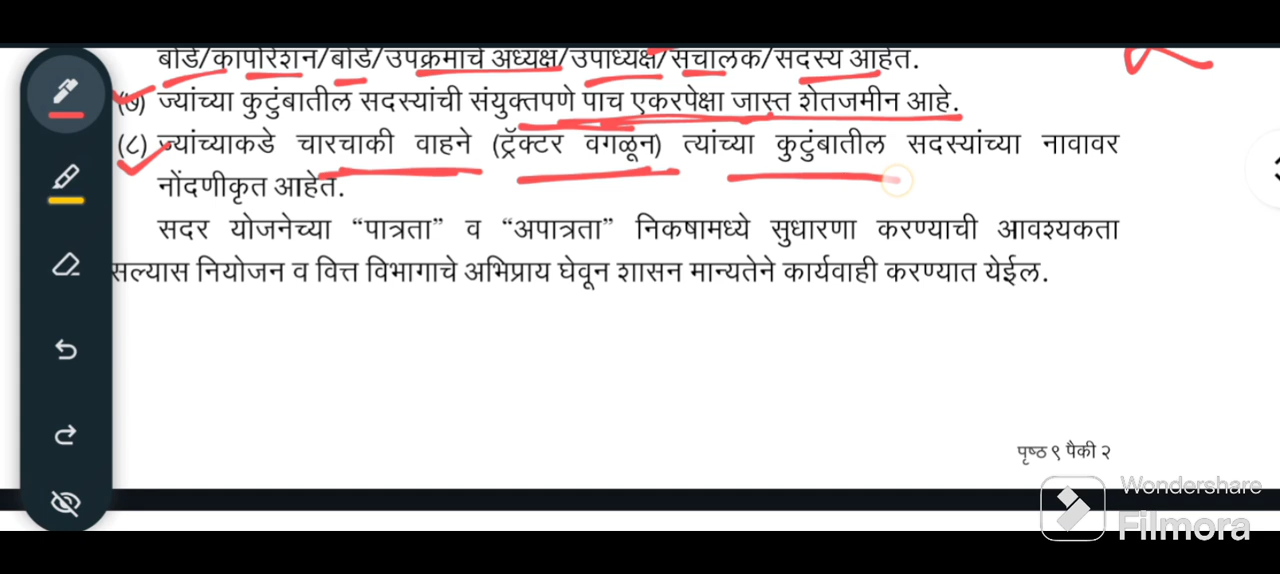 बोर्ड/कार्पोरेशन/बोर्ड/उपक्रमाचे अध्यक्ष/उपाध्यक्ष/संचालक/सदस्य आहेत.
(७) ज्यांच्या कुटुंबातील सदस्यांची संयुक्तपणे पाच एकरपेक्षा जास्त शेतजमीन आहे.
(८) ज्यांच्याकडे चारचाकी वाहने (ट्रॅक्टर वगळून) त्यांच्या कुटुंबातील सदस्यांच्या नावावर
नोंदणीकृत आहेत.
सदर योजनेच्या “पात्रता” व “अपात्रता” निकषामध्ये सुधारणा करण्याची आवश्यकता
सल्यास नियोजन व वित्त विभागाचे अभिप्राय घेवून शासन मान्यतेने कार्यवाही करण्यात येईल.
पृष्ठ ९ पैकी २
Wondershare
Filmora